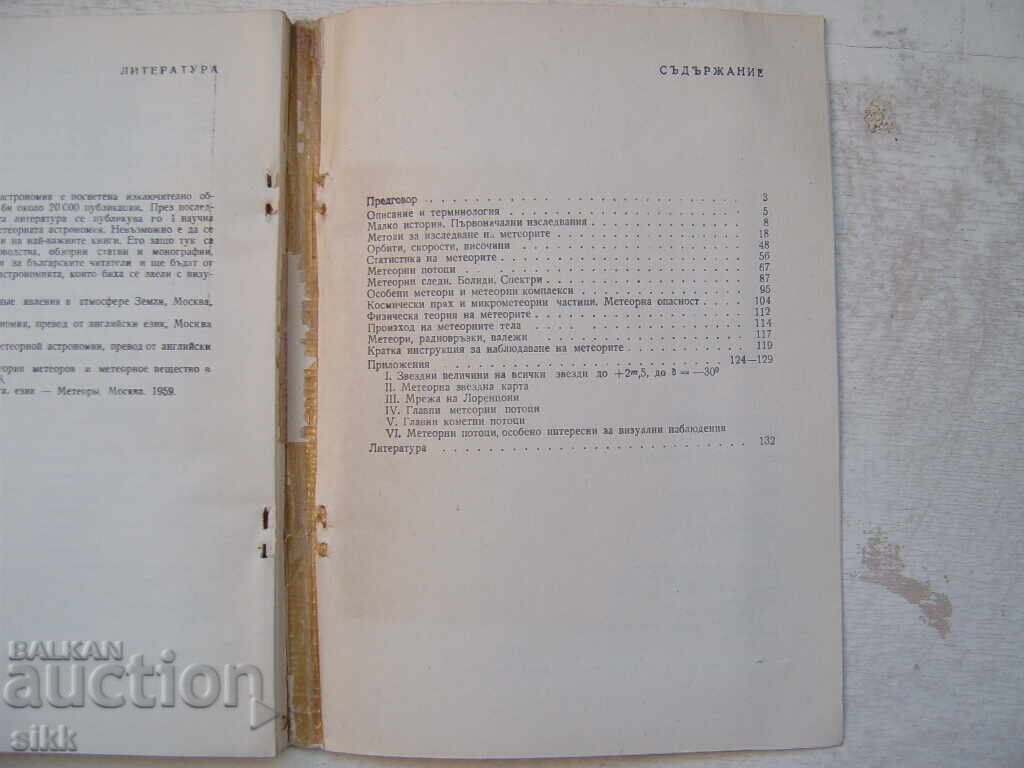 ЛИТЕРАТУРА
астрономия е посветена изключително об-
би около 20 000 публикации. През послед-
та литература се публикува го 1 научна
метеорната астрономия. Невъзможно е да се
и на най-важните книги. Ето защо тук са
оводства, обзорни статии и монографии,
и за българските читатели и ще бъдат от
астрономията, които биха се заели с визу-
ные явления в атмосфере Земли, Москва,
омия, превод от английски език, Москва
метеорной астрономии, превод от английски
еория метеоров и метеорное вещество в
език — Метеоры. Москва. 1959.
СЪДЪРЖАНИЕ
Предговор 3
Описание и терминология 5
Малко история. Първоначални изследвания 8
Методи за изследване на метеорите 18
Орбити, скорости, височини 48
Статистика на метеорите 56
Метеорни потоци 67
Метеорни следи. Болиди. Спектри 87
Особени метеори и метеорни комплекси 95
Космически прах и микрометеорни частици. Метеорна опасност 104
Физическа теория на метеорите 112
Произход на метеорните тела 114
Метеори, радиовръзки, валежи 117
Кратка инструкция за наблюдаване на метеорите 119
Приложения 124—129
I. Звездни величини на всички звезди до +2m,5, до δ = —30°
II. Метеорна звездна карта
III. Мрежа на Лоренцони
IV. Главни метеорни потоци
V. Главни кометни потоци
VI. Метеорни потоци, особено интересни за визуални наблюдения
Литература 132
BALKAN
auction
sikk